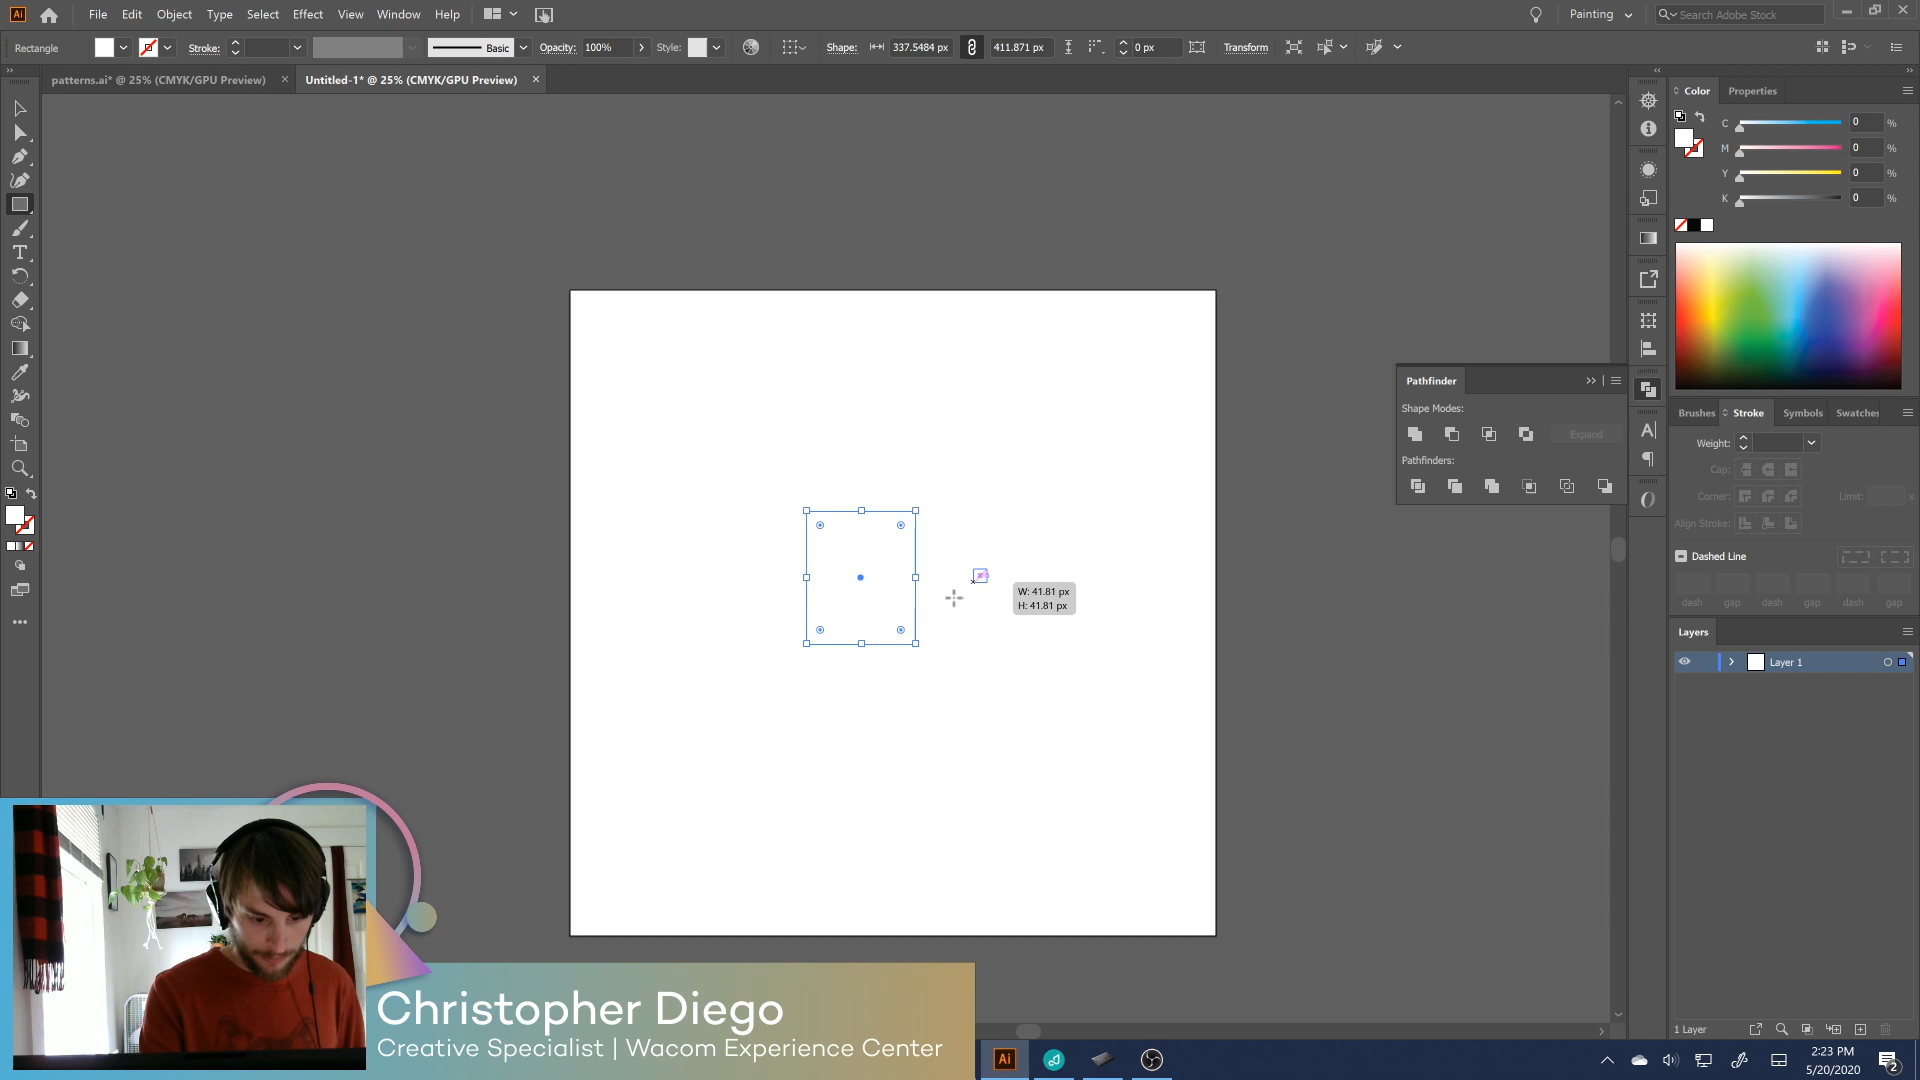 Ai File Edit Object Type Select Effect View Window Help Painting Search Adobe Stock
Rectangle Stroke: Basic Opacity: 100% Style: Shape: 337.5484 px 411.871 px 0 px Transform
patterns.ai* @ 25% (CMYK/GPU Preview) × Untitled-1* @ 25% (CMYK/GPU Preview) ×
Color Properties
C 0 %
M 0 %
Y 0 %
K 0 %
Pathfinder
Shape Modes:
Expand
Pathfinders:
Brushes Stroke Symbols Swatches
Weight:
Cap:
Corner: Limit: x
Align Stroke:
Dashed Line
dash gap dash gap dash gap
W: 41.81 px
H: 41.81 px
Layers
Layer 1
1 Layer
Christopher Diego
Creative Specialist | Wacom Experience Center
Ai
2:23 PM
5/20/2020
2